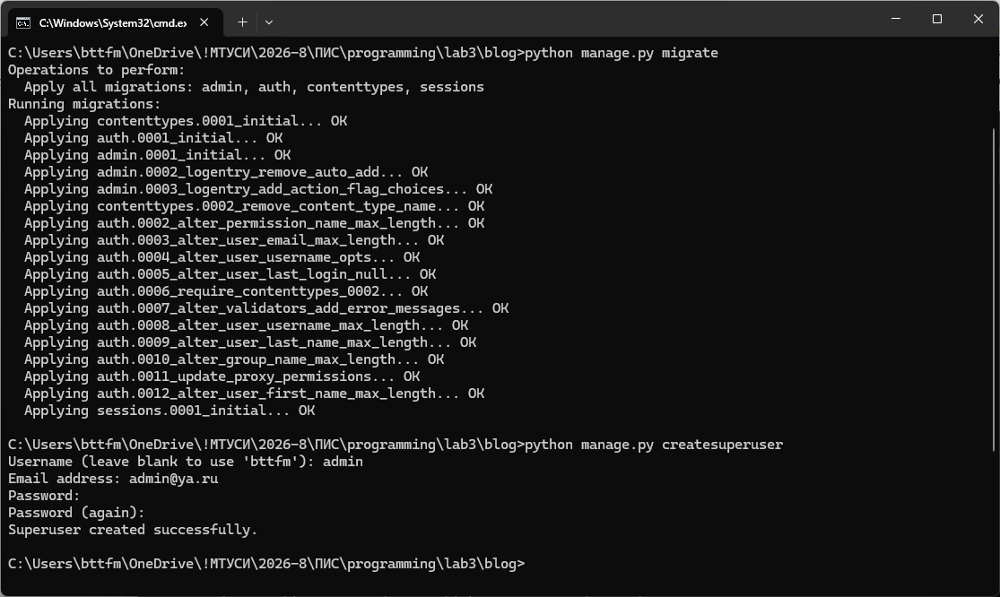 C:\Windows\System32\cmd.ex
C:\Users\bttfm\OneDrive\!МТУСИ\2026-8\ПИС\programming\lab3\blog>python manage.py migrate
Operations to perform:
  Apply all migrations: admin, auth, contenttypes, sessions
Running migrations:
  Applying contenttypes.0001_initial... OK
  Applying auth.0001_initial... OK
  Applying admin.0001_initial... OK
  Applying admin.0002_logentry_remove_auto_add... OK
  Applying admin.0003_logentry_add_action_flag_choices... OK
  Applying contenttypes.0002_remove_content_type_name... OK
  Applying auth.0002_alter_permission_name_max_length... OK
  Applying auth.0003_alter_user_email_max_length... OK
  Applying auth.0004_alter_user_username_opts... OK
  Applying auth.0005_alter_user_last_login_null... OK
  Applying auth.0006_require_contenttypes_0002... OK
  Applying auth.0007_alter_validators_add_error_messages... OK
  Applying auth.0008_alter_user_username_max_length... OK
  Applying auth.0009_alter_user_last_name_max_length... OK
  Applying auth.0010_alter_group_name_max_length... OK
  Applying auth.0011_update_proxy_permissions... OK
  Applying auth.0012_alter_user_first_name_max_length... OK
  Applying sessions.0001_initial... OK
C:\Users\bttfm\OneDrive\!МТУСИ\2026-8\ПИС\programming\lab3\blog>python manage.py createsuperuser
Username (leave blank to use 'bttfm'): admin
Email address: admin@ya.ru
Password:
Password (again):
Superuser created successfully.
C:\Users\bttfm\OneDrive\!МТУСИ\2026-8\ПИС\programming\lab3\blog>